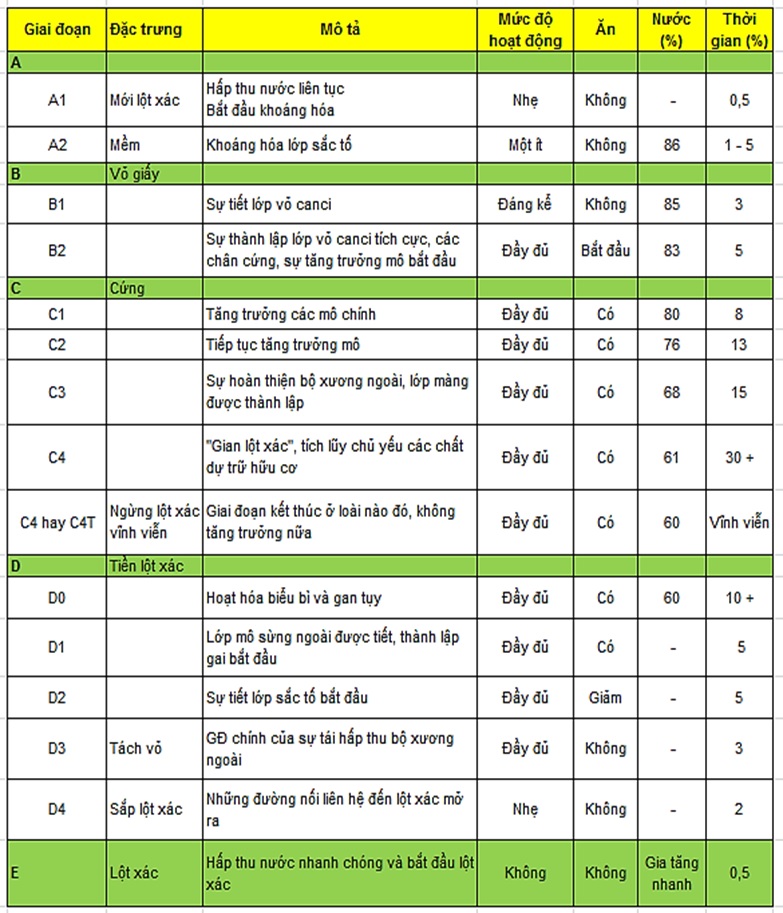 Giai đoạn Đặc trưng Mô tả Mức độ hoạt động Ăn Nước (%) Thời gian (%)
A
A1 Mới lột xác Hấp thu nước liên tục
Bắt đầu khoáng hóa Nhẹ Không - 0,5
A2 Mềm Khoáng hóa lớp sắc tố Một ít Không 86 1 - 5
B Vỏ giấy
B1 Sự tiết lớp vỏ canci Đáng kể Không 85 3
B2 Sự thành lập lớp vỏ canci tích cực, các
chân cứng, sự tăng trưởng mô bắt đầu Đầy đủ Bắt đầu 83 5
C Cứng
C1 Tăng trưởng các mô chính Đầy đủ Có 80 8
C2 Tiếp tục tăng trưởng mô Đầy đủ Có 76 13
C3 Sự hoàn thiện bộ xương ngoài, lớp màng
được thành lập Đầy đủ Có 68 15
C4 "Gian lột xác", tích lũy chủ yếu các chất
dự trữ hữu cơ Đầy đủ Có 61 30 +
C4 hay C4T Ngừng lột xác vĩnh viễn Giai đoạn kết thúc ở loài nào đó, không
tăng trưởng nữa Đầy đủ Có 60 Vĩnh viễn
D Tiền lột xác
D0 Hoạt hóa biểu bì và gan tụy Đầy đủ Có 60 10 +
D1 Lớp mô sừng ngoài được tiết, thành lập
gai bắt đầu Đầy đủ Có - 5
D2 Sự tiết lớp sắc tố bắt đầu Đầy đủ Giãm - 5
D3 Tách vỏ GĐ chính của sự tái hấp thu bộ xương
ngoài Đầy đủ Không - 3
D4 Sắp lột xác Những đường nối liên hệ đến lột xác mở
ra Nhẹ Không - 2
E Lột xác Hấp thu nước nhanh chóng và bắt đầu lột
xác Không Không Gia tăng nhanh 0,5